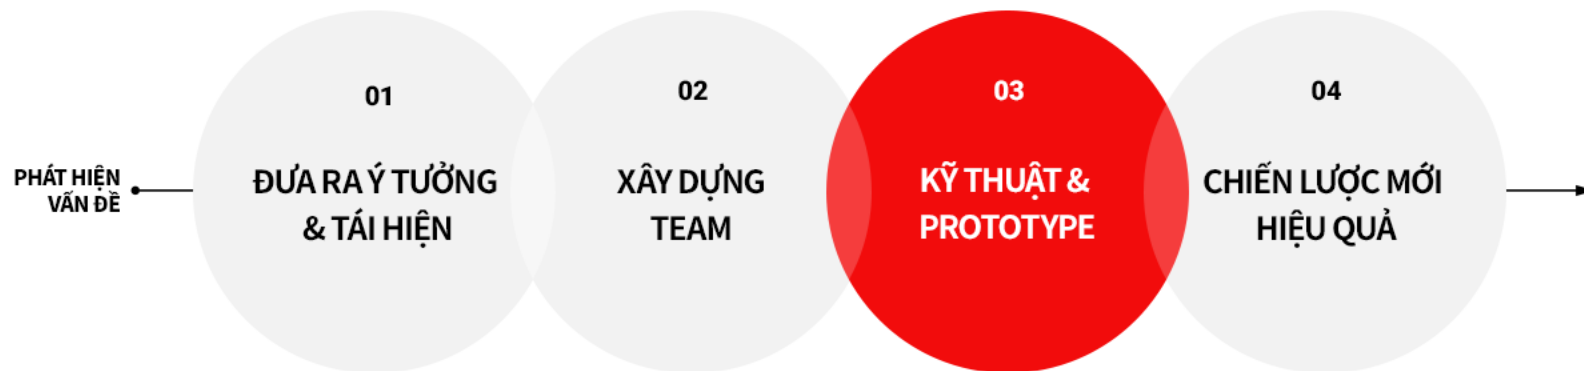 PHÁT HIỆN
VẤN ĐỀ
01
ĐƯA RA Ý TƯỞNG
& TÁI HIỆN
02
XÂY DỰNG
TEAM
03
KỸ THUẬT &
PROTOTYPE
04
CHIẾN LƯỢC MỚI
HIỆU QUẢ